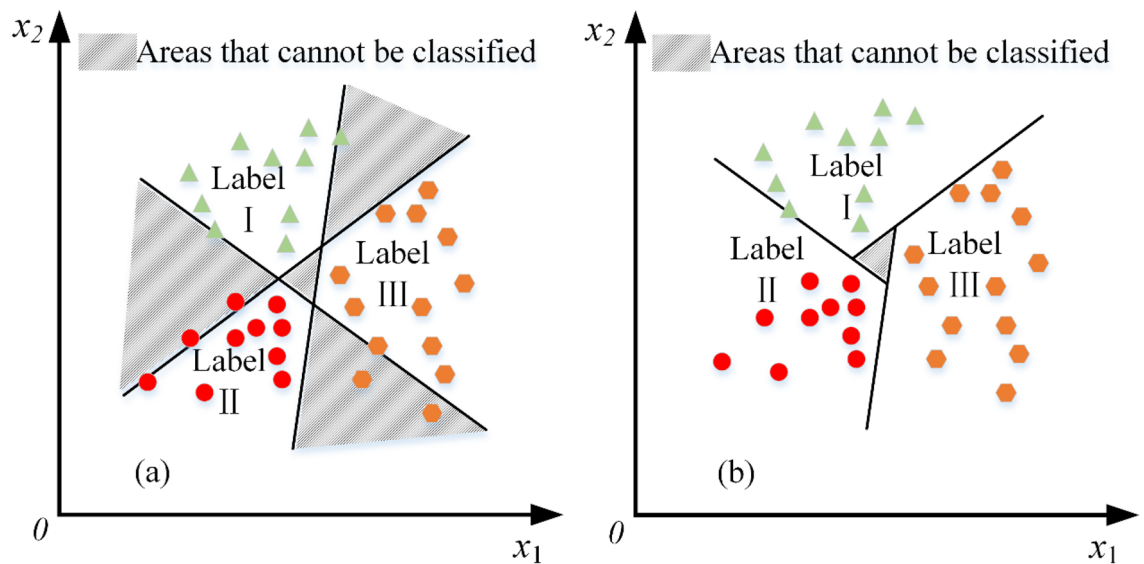 x2
Areas that cannot be classified
Label
I
Label
III
Label
II
(a)
0
x1
x2
Areas that cannot be classified
Label
I
Label
II
Label
III
(b)
0
x1